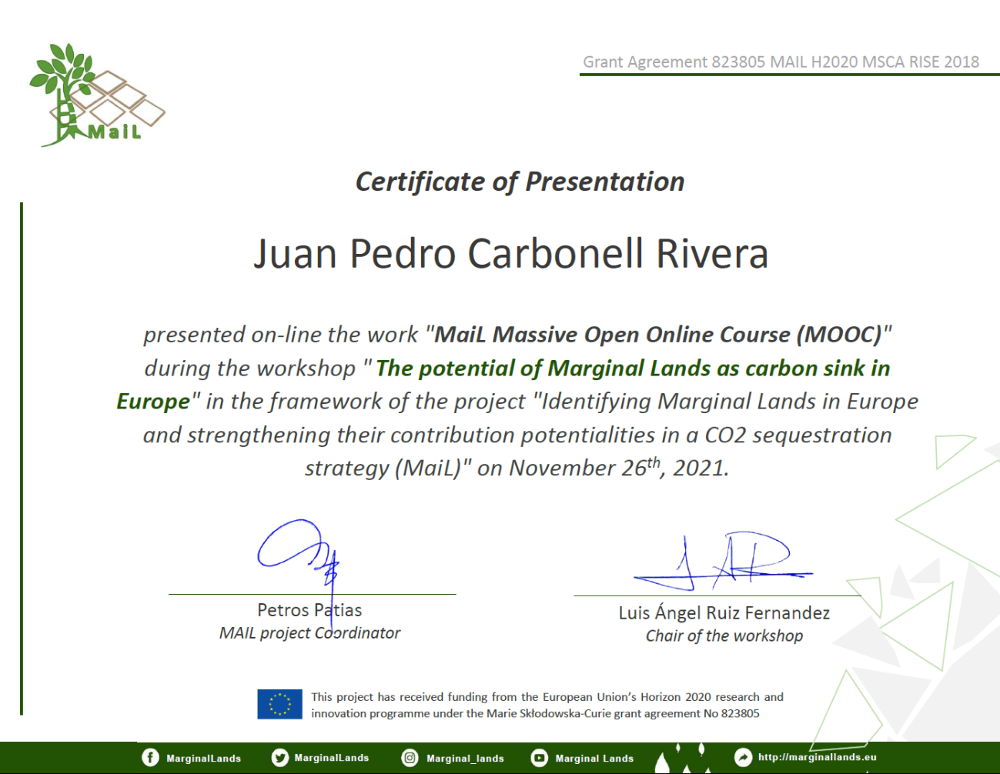 MaiL
Grant Agreement 823805 MAIL H2020 MSCA RISE 2018
Certificate of Presentation
Juan Pedro Carbonell Rivera
presented on-line the work "MaiL Massive Open Online Course (MOOC)"
during the workshop " The potential of Marginal Lands as carbon sink in
Europe" in the framework of the project "Identifying Marginal Lands in Europe
and strengthening their contribution potentialities in a CO2 sequestration
strategy (MaiL)" on November 26th, 2021.
Petros Patias
MAIL project Coordinator
Luis Ángel Ruiz Fernandez
Chair of the workshop
This project has received funding from the European Union's Horizon 2020 research and
innovation programme under the Marie Skłodowska-Curie grant agreement No 823805
MarginalLands MarginalLands Marginal_lands Marginal Lands http://marginallands.eu